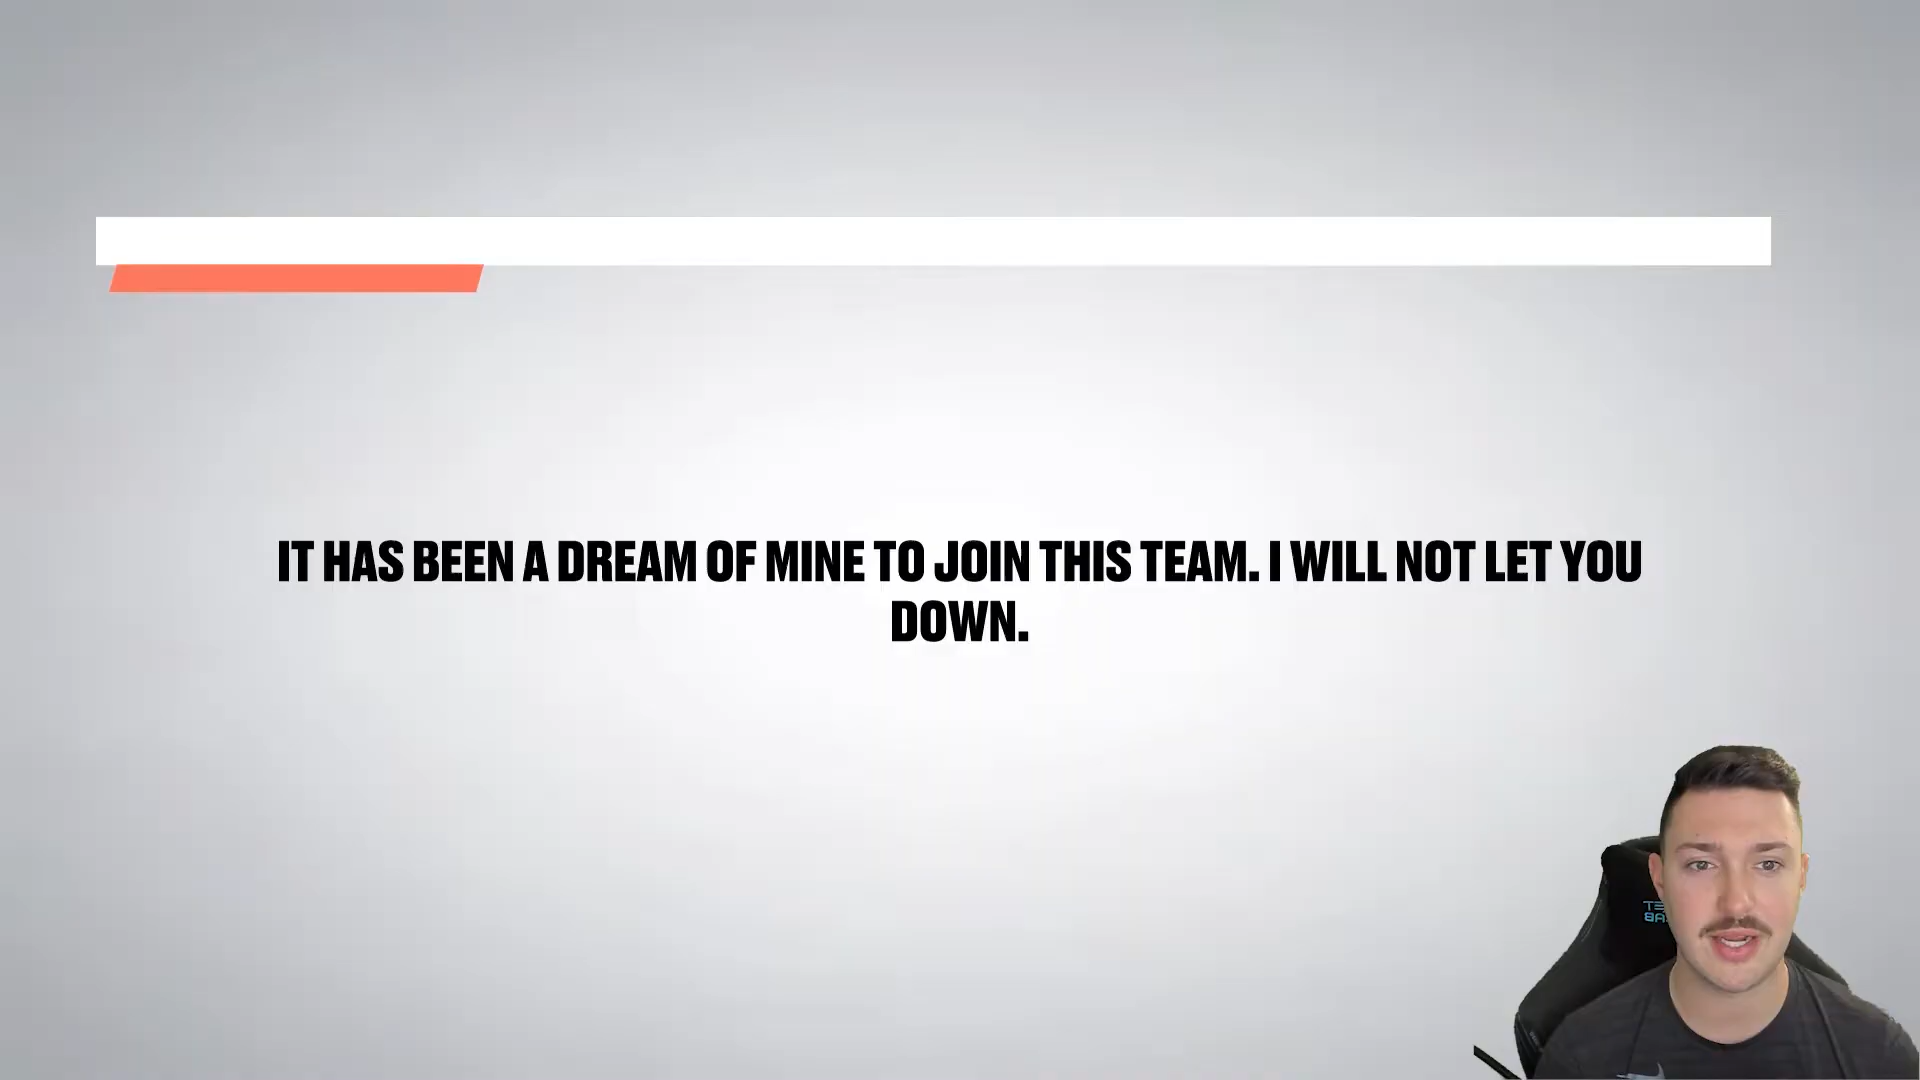 IT HAS BEEN A DREAM OF MINE TO JOIN THIS TEAM. I WILL NOT LET YOU
DOWN.